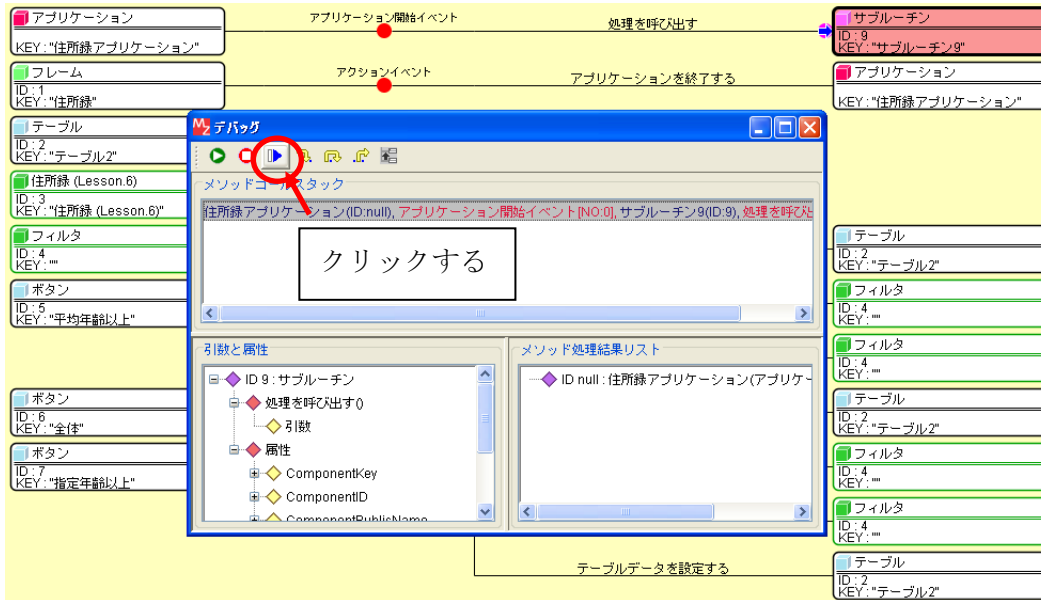 アプリケーション
KEY:"住所録アプリケーション"
アプリケーション開始イベント
処理を呼び出す
サブルーチン
ID:9
KEY:"サブルーチン9"
フレーム
ID:1
KEY:"住所録"
アクションイベント
アプリケーションを終了する
アプリケーション
KEY:"住所録アプリケーション"
テーブル
ID:2
KEY:"テーブル2"
住所録 (Lesson.6)
ID:3
KEY:"住所録 (Lesson.6)"
フィルタ
ID:4
KEY:""
ボタン
ID:5
KEY:"平均年齢以上"
ボタン
ID:6
KEY:"全体"
ボタン
ID:7
KEY:"指定年齢以上"
デバッグ
メソッドコールスタック
住所録アプリケーション(ID:null), アプリケーション開始イベント[NO:0], サブルーチン9(ID:9), 処理を呼び出
クリックする
引数と属性
ID 9 : サブルーチン
処理を呼び出す()
引数
属性
ComponentKey
ComponentID
ComponentPublicName
メソッド処理結果リスト
ID null : 住所録アプリケーション(アプリケー
テーブル
ID:2
KEY:"テーブル2"
フィルタ
ID:4
KEY:""
フィルタ
ID:4
KEY:""
テーブル
ID:2
KEY:"テーブル2"
フィルタ
ID:4
KEY:""
フィルタ
ID:4
KEY:""
テーブルデータを設定する
テーブル
ID:2
KEY:"テーブル2"